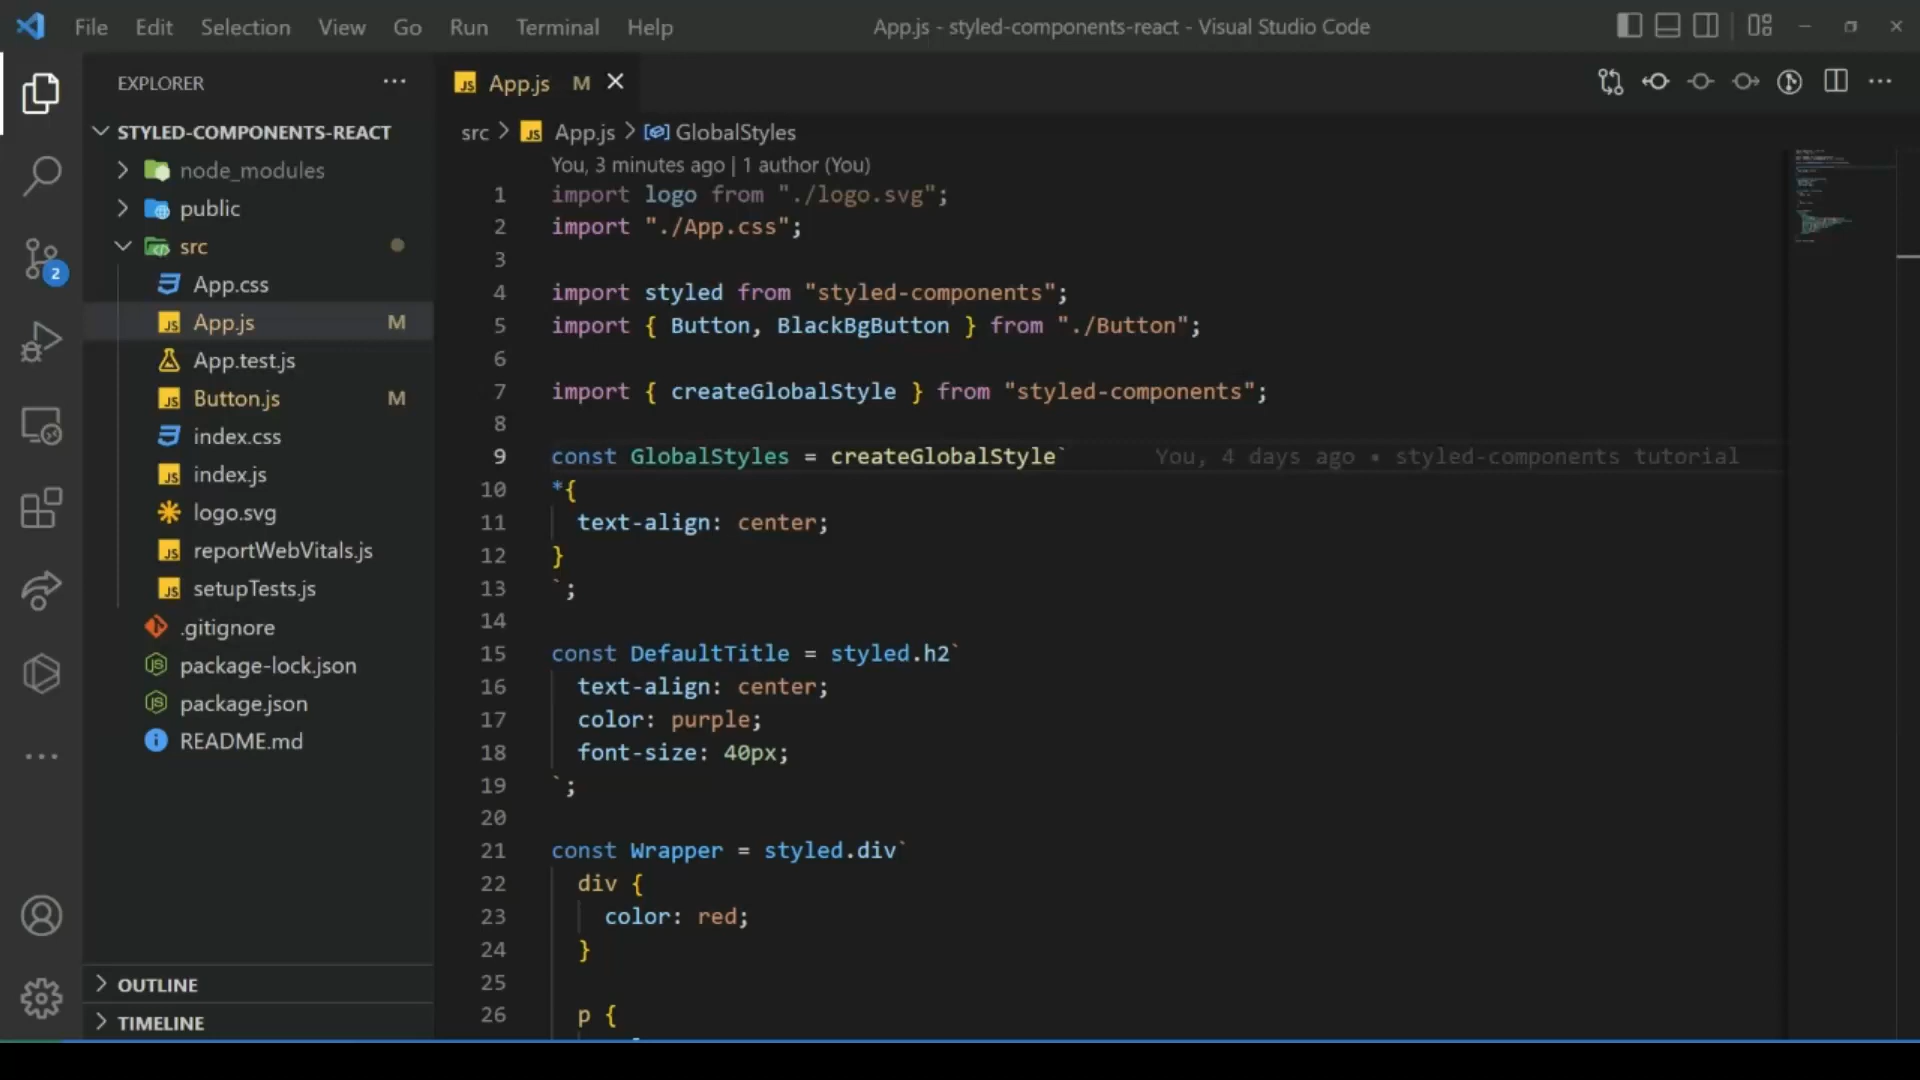 File Edit Selection View Go Run Terminal Help
App.js - styled-components-react - Visual Studio Code
EXPLORER
STYLED-COMPONENTS-REACT
node_modules
public
src
App.css
App.js M
App.test.js
Button.js M
index.css
index.js
logo.svg
reportWebVitals.js
setupTests.js
.gitignore
package-lock.json
package.json
README.md
OUTLINE
TIMELINE
2
App.js M
src > App.js > GlobalStyles
You, 3 minutes ago | 1 author (You)
1 import logo from "./logo.svg";
2 import "./App.css";
3
4 import styled from "styled-components";
5 import { Button, BlackBgButton } from "./Button";
6
7 import { createGlobalStyle } from "styled-components";
8
9 const GlobalStyles = createGlobalStyle` You, 4 days ago • styled-components tutorial
10 *{
11 text-align: center;
12 }
13 `;
14
15 const DefaultTitle = styled.h2`
16 text-align: center;
17 color: purple;
18 font-size: 40px;
19 `;
20
21 const Wrapper = styled.div`
22 div {
23 color: red;
24 }
25
26 p {